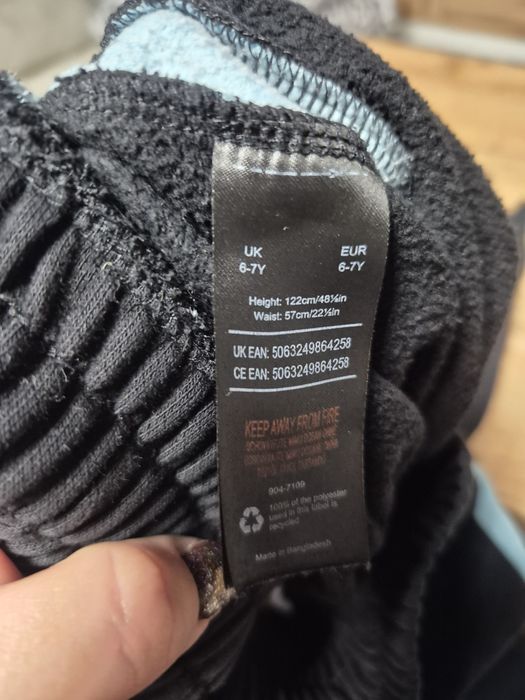 UK EUR
6-7Y 6-7Y
Height: 122cm/48½in
Waist: 57cm/22½in
UK EAN: 5063249864258
CE EAN: 5063249864258
KEEP AWAY FROM FIRE
904-7109
100% of the polyester
used in this label is
recycled
Made in Bangladesh